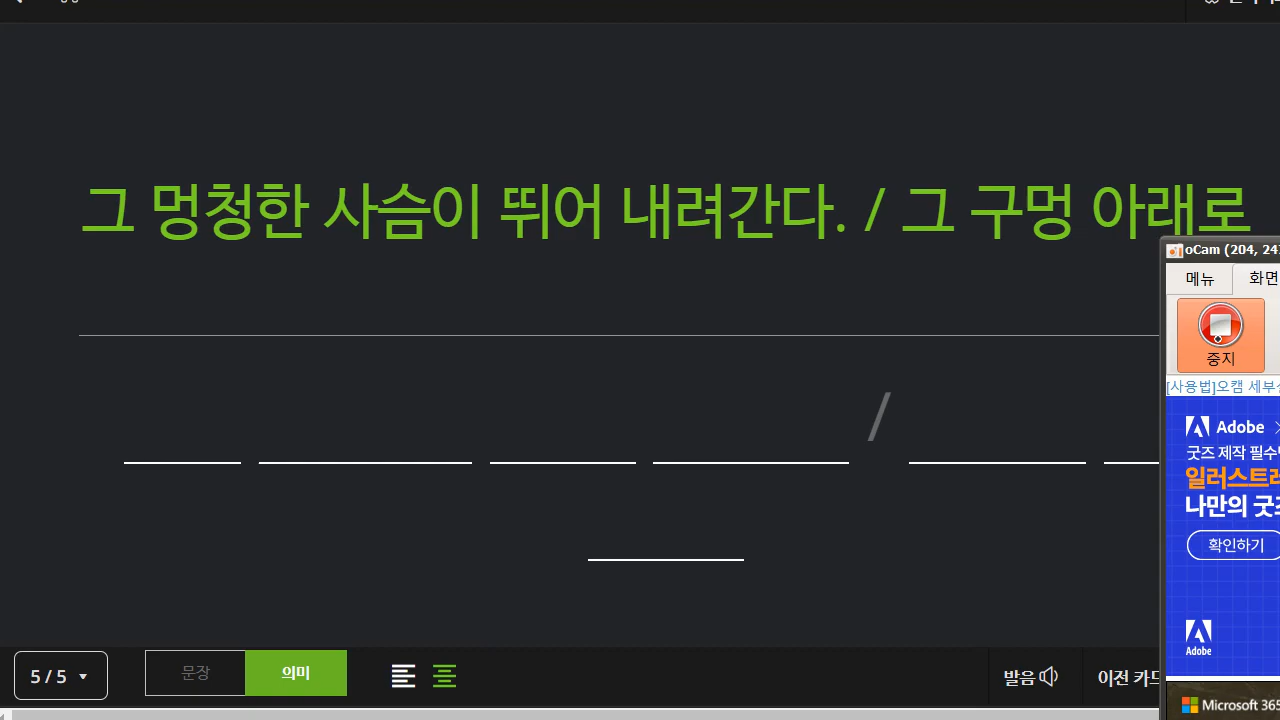 그 멍청한 사슴이 뛰어 내려간다. / 그 구멍 아래로
oCam (204, 24
메뉴 화면
중지
[사용법]오캠 세부
/
Adobe
굿즈 제작 필수
일러스트레
나만의 굿즈
확인하기
Adobe
5 / 5
문장 의미
발음
이전 카드
Microsoft 365